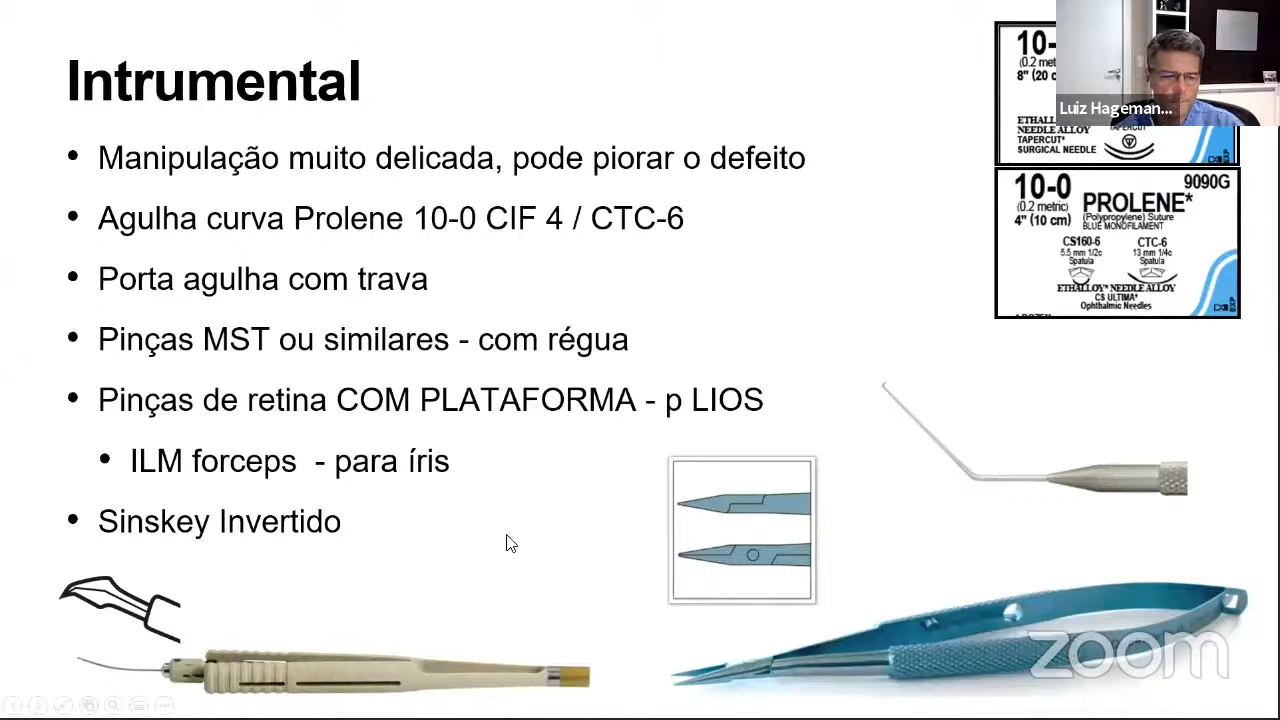 Intrumental
• Manipulação muito delicada, pode piorar o defeito
• Agulha curva Prolene 10-0 CIF 4 / CTC-6
• Porta agulha com trava
• Pinças MST ou similares - com régua
• Pinças de retina COM PLATAFORMA - p LIOS
• ILM forceps - para íris
• Sinskey Invertido
10-
(0.2 met
8" (20 c
ETHALLOY
NEEDLE ALLOY
TAPERCUT*
SURGICAL NEEDLE
TAPERCUT*
EXP
Luiz Hageman...
10-0
(0.2 metric)
4" (10 cm)
9090G
PROLENE*
(Polypropylene) Suture
BLUE MONOFILAMENT
CS160-6
5.5 mm 1/2c
Spatula
CTC-6
13 mm 1/4c
Spatula
ETHALLOY* NEEDLE ALLOY
CS ULTIMA*
Ophthalmic Needles
EXP
zoom